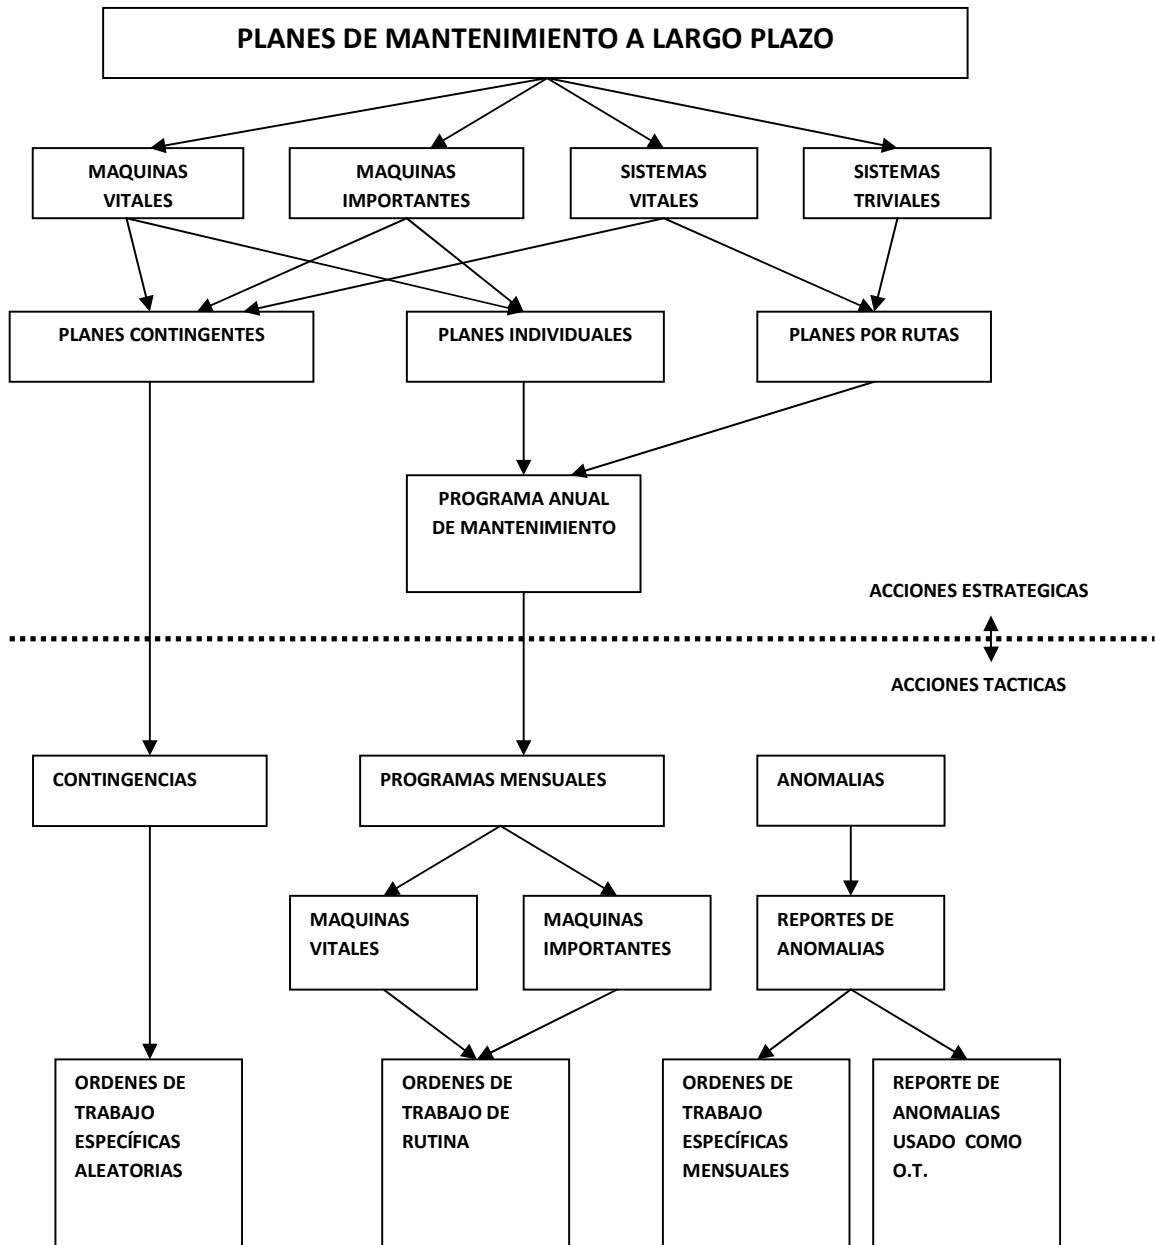 PLANES DE MANTENIMIENTO A LARGO PLAZO
MAQUINAS
VITALES
MAQUINAS
IMPORTANTES
SISTEMAS
VITALES
SISTEMAS
TRIVIALES
PLANES CONTINGENTES
PLANES INDIVIDUALES
PLANES POR RUTAS
PROGRAMA ANUAL
DE MANTENIMIENTO
ACCIONES ESTRATEGICAS
ACCIONES TACTICAS
CONTINGENCIAS
PROGRAMAS MENSUALES
ANOMALIAS
MAQUINAS
VITALES
MAQUINAS
IMPORTANTES
REPORTES DE
ANOMALIAS
ORDENES DE
TRABAJO
ESPECÍFICAS
ALEATORIAS
ORDENES DE
TRABAJO DE
RUTINA
ORDENES DE
TRABAJO
ESPECÍFICAS
MENSUALES
REPORTE DE
ANOMALIAS
USADO COMO
O.T.